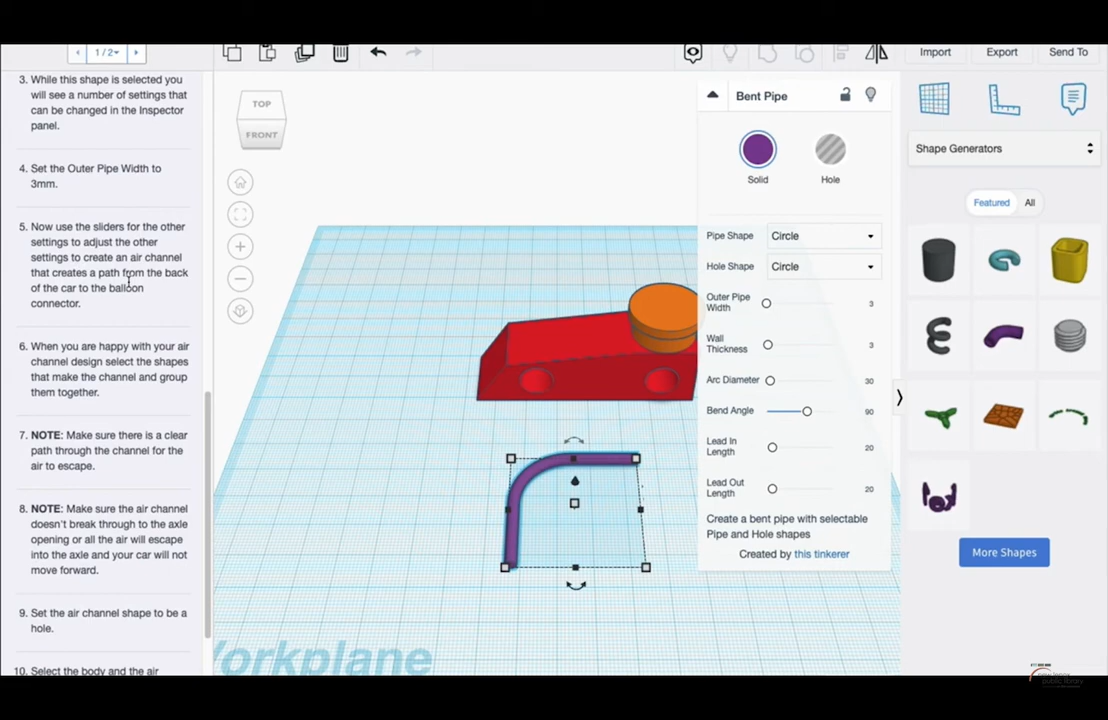 1/2
Import
Export
Send To
3. While this shape is selected you
will see a number of settings that
can be changed in the Inspector
panel.
4. Set the Outer Pipe Width to
3mm.
5. Now use the sliders for the other
settings to adjust the other
settings to create an air channel
that creates a path from the back
of the car to the balloon
connector.
6. When you are happy with your air
channel design select the shapes
that make the channel and group
them together.
7. NOTE: Make sure there is a clear
path through the channel for the
air to escape.
8. NOTE: Make sure the air channel
doesn't break through to the axle
opening or all the air will escape
into the axle and your car will not
move forward.
9. Set the air channel shape to be a
hole.
10. Select the body and the air
TOP
FRONT
Workplane
Bent Pipe
Solid
Hole
Pipe Shape
Circle
Hole Shape
Circle
Outer Pipe
Width
3
Wall
Thickness
3
Arc Diameter
30
Bend Angle
90
Lead In
Length
20
Lead Out
Length
20
Create a bent pipe with selectable
Pipe and Hole shapes
Created by this tinkerer
Shape Generators
Featured
All
More Shapes
public library